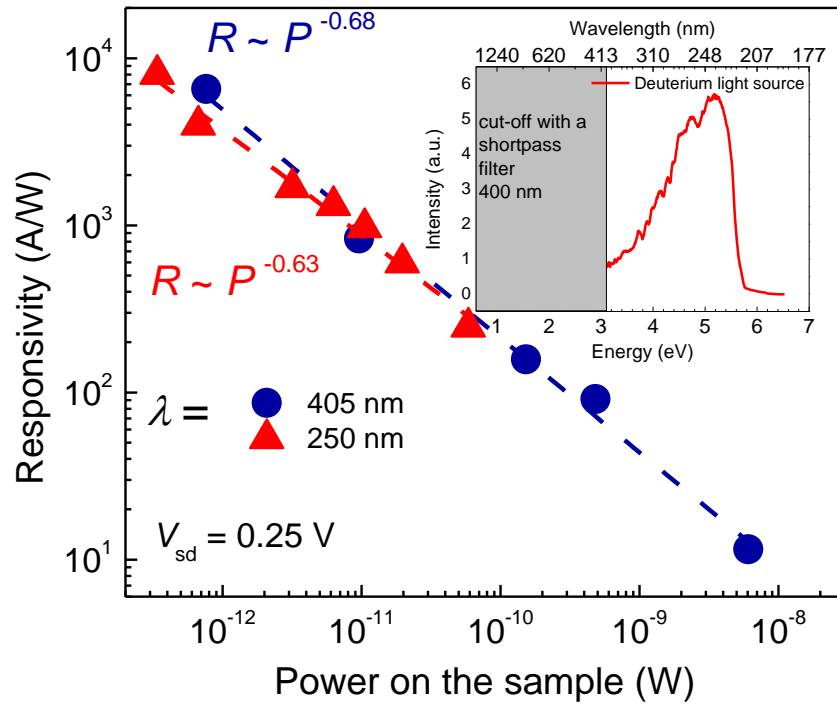 R ~ P^-0.68
R ~ P^-0.63
λ =
405 nm
250 nm
V_sd = 0.25 V
Responsivity (A/W)
10^4
10^3
10^2
10^1
10^-12 10^-11 10^-10 10^-9 10^-8
Power on the sample (W)
Wavelength (nm)
1240 620 413 310 248 207 177
Deuterium light source
cut-off with a
shortpass
filter
400 nm
Intensity (a.u.)
6
5
4
3
2
1
0
1 2 3 4 5 6 7
Energy (eV)